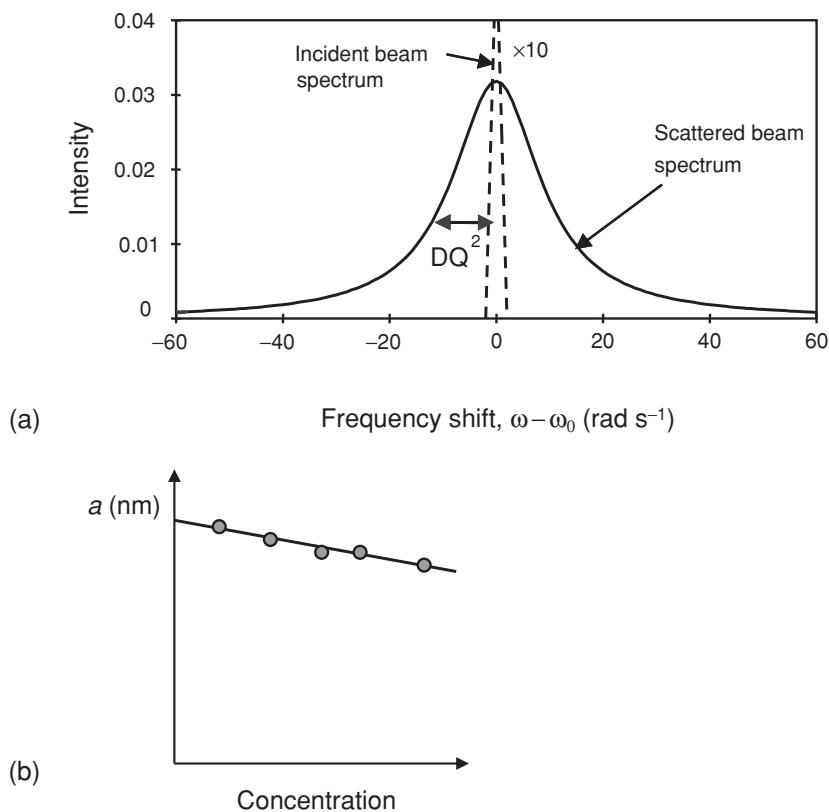 0.04
Incident beam
spectrum
×10
0.03
Scattered beam
spectrum
Intensity
0.02
0.01
DQ²
0
−60 −40 −20 0 20 40 60
(a) Frequency shift, ω−ω₀ (rad s⁻¹)
a (nm)
(b)
Concentration